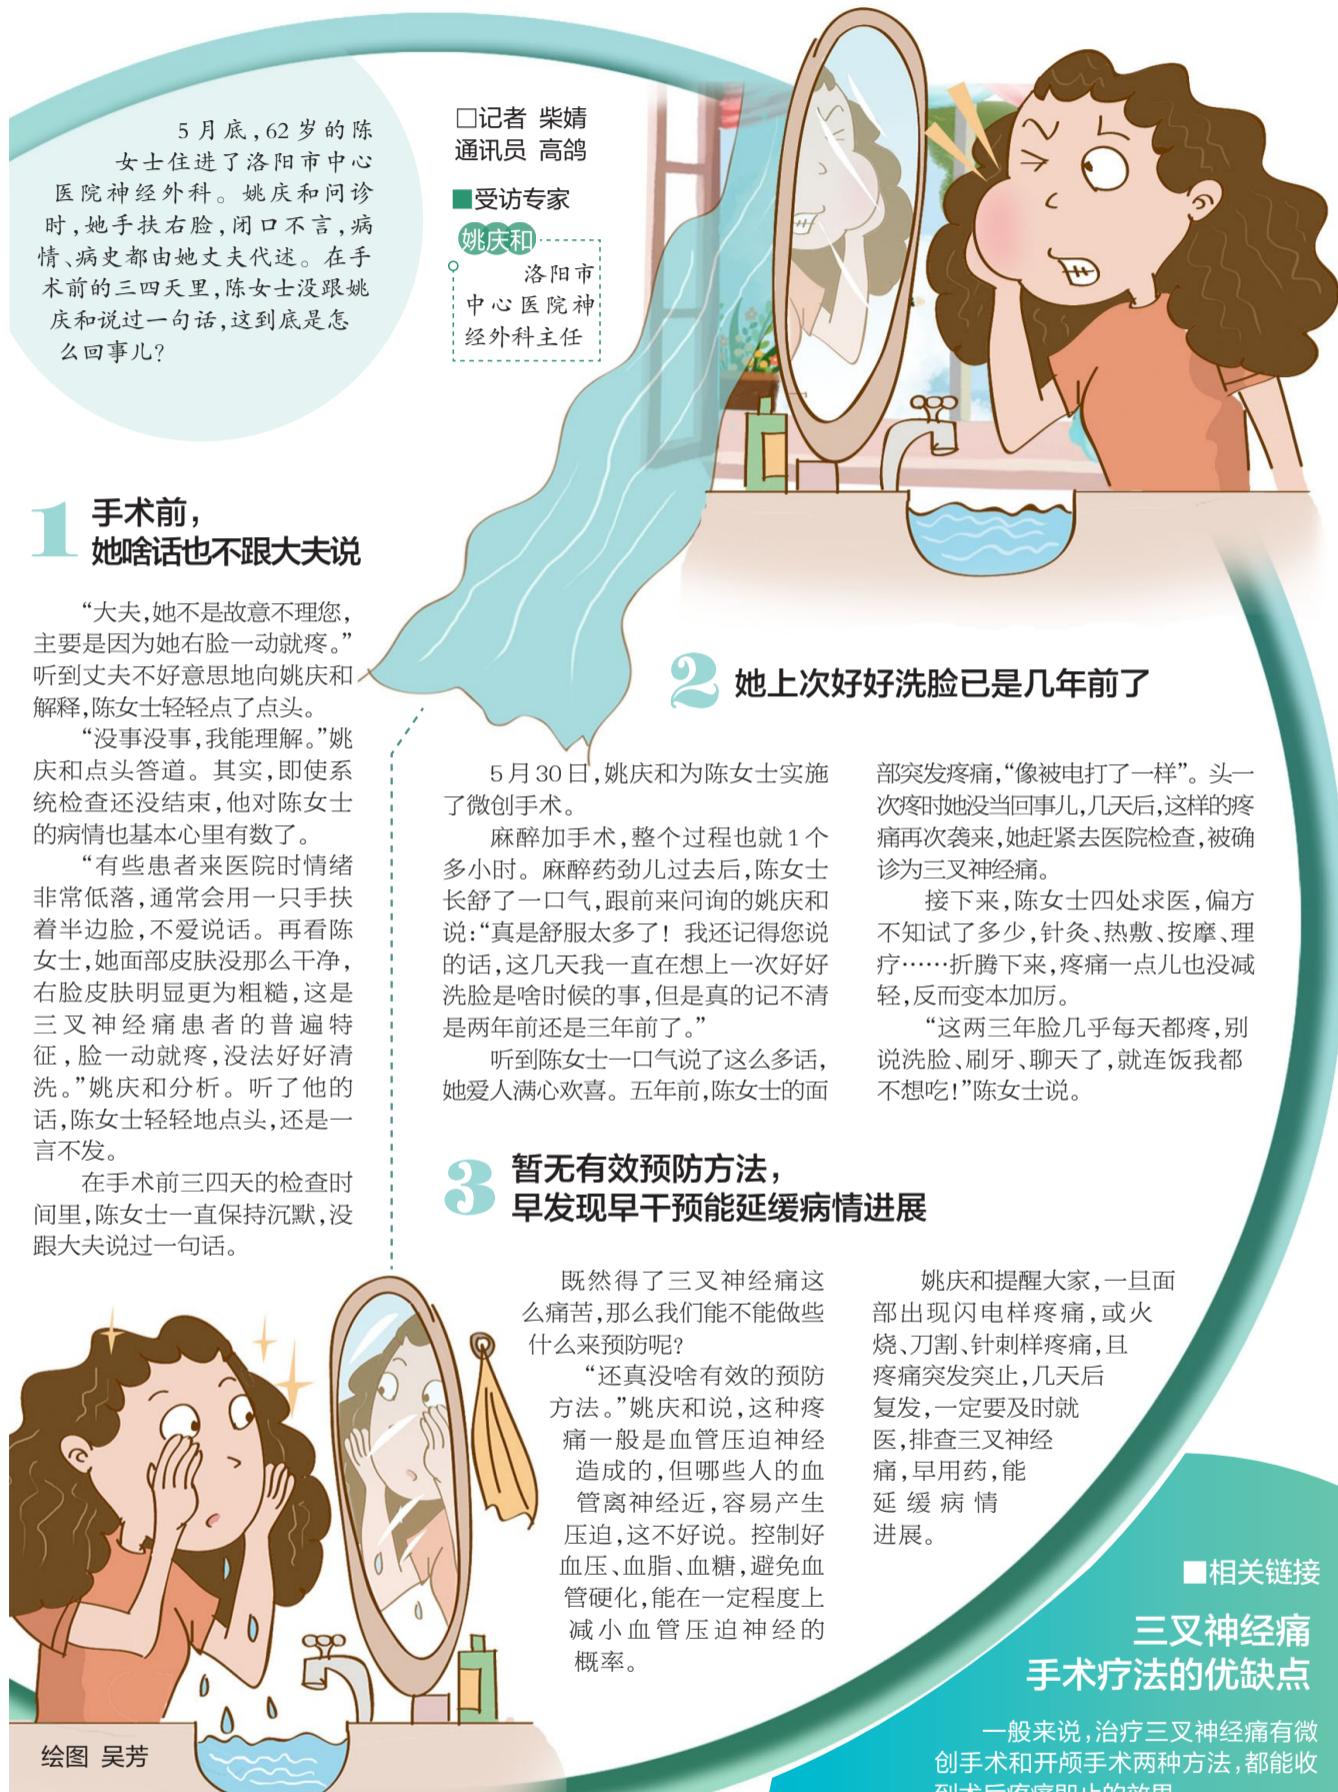 5月底,62岁的陈
女士住进了洛阳市中心
医院神经外科。姚庆和问诊
时,她手扶右脸,闭口不言,病
情、病史都由她丈夫代述。在手
术前的三四天里,陈女士没跟姚
庆和说过一句话,这到底是怎
么回事儿?
□记者 柴婧
通讯员 高鸽
■受访专家
姚庆和
洛阳市
中心医院神
经外科主任
1 手术前,
她啥话也不跟大夫说
“大夫,她不是故意不理您,
主要是因为她右脸一动就疼。”
听到丈夫不好意思地向姚庆和
解释,陈女士轻轻点了点头。
“没事没事,我能理解。”姚
庆和点头答道。其实,即使系
统检查还没结束,他对陈女士
的病情也基本心里有数了。
“有些患者来医院时情绪
非常低落,通常会用一只手扶
着半边脸,不爱说话。再看陈
女士,她面部皮肤没那么干净,
右脸皮肤明显更为粗糙,这是
三叉神经痛患者的普遍特
征,脸一动就疼,没法好好清
洗。”姚庆和分析。听了他的
话,陈女士轻轻地点头,还是一
言不发。
在手术前三四天的检查时
间里,陈女士一直保持沉默,没
跟大夫说过一句话。
2 她上次好好洗脸已是几年前了
5月30日,姚庆和为陈女士实施
了微创手术。
麻醉加手术,整个过程也就1个
多小时。麻醉药劲儿过去后,陈女士
长舒了一口气,跟前来问询的姚庆和
说:“真是舒服太多了!我还记得您说
的话,这几天我一直在想上一次好好
洗脸是啥时候的事,但是真的记不清
是两年前还是三年前了。”
听到陈女士一口气说了这么多话,
她爱人满心欢喜。五年前,陈女士的面
部突发疼痛,“像被电打了一样”。头一
次疼时她没当回事儿,几天后,这样的疼
痛再次袭来,她赶紧去医院检查,被确
诊为三叉神经痛。
接下来,陈女士四处求医,偏方
不知试了多少,针灸、热敷、按摩、理
疗……折腾下来,疼痛一点儿也没减
轻,反而变本加厉。
“这两三年脸几乎每天都疼,别
说洗脸、刷牙、聊天了,就连饭我都
不想吃!”陈女士说。
3 暂无有效预防方法,
早发现早干预能延缓病情进展
既然得了三叉神经痛这
么痛苦,那么我们能不能做些
什么来预防呢?
“还真没啥有效的预防
方法。”姚庆和说,这种疼
痛一般是血管压迫神经
造成的,但哪些人的血
管离神经近,容易产生
压迫,这不好说。控制好
血压、血脂、血糖,避免血
管硬化,能在一定程度上
减小血管压迫神经的
概率。
姚庆和提醒大家,一旦面
部出现闪电样疼痛,或火
烧、刀割、针刺样疼痛,且
疼痛突发突止,几天后
复发,一定要及时就
医,排查三叉神经
痛,早用药,能
延缓病情
进展。
■相关链接
三叉神经痛
手术疗法的优缺点
一般来说,治疗三叉神经痛有微
创手术和开颅手术两种方法,都能收
到术后疼痛即止的效果
绘图 吴芳